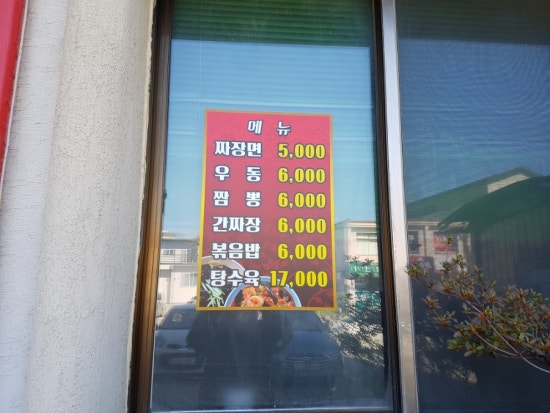 메 뉴
짜장면 5,000
우 동 6,000
짬 뽕 6,000
간짜장 6,000
볶음밥 6,000
탕수육 17,000